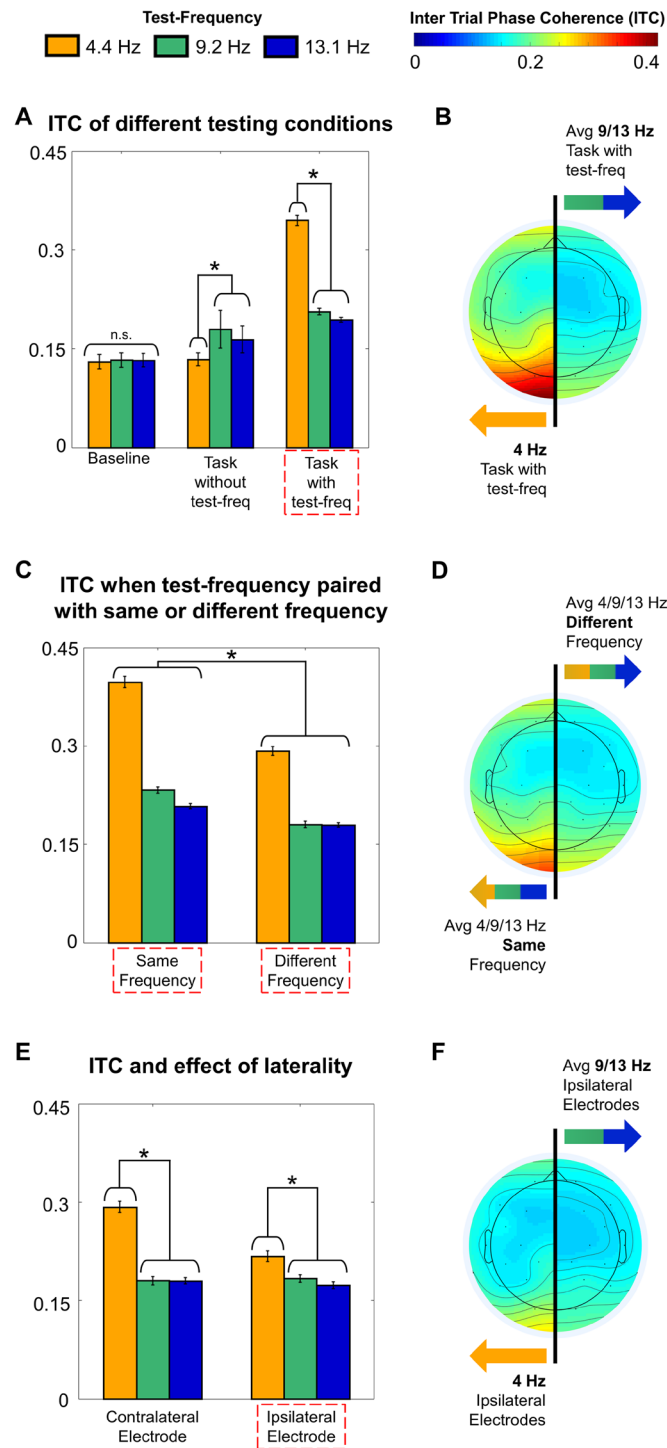 Test-Frequency
4.4 Hz 9.2 Hz 13.1 Hz
Inter Trial Phase Coherence (ITC)
0 0.2 0.4
A ITC of different testing conditions
0.45
0.3
0.15
0
n.s.
*
*
Baseline
Task
without
test-freq
Task
with
test-freq
B
Avg 9/13 Hz
Task with
test-freq
4 Hz
Task with
test-freq
C ITC when test-frequency paired
with same or different frequency
0.45
0.3
0.15
0
*
Same
Frequency
Different
Frequency
D
Avg 4/9/13 Hz
Different
Frequency
Avg 4/9/13 Hz
Same
Frequency
E ITC and effect of laterality
0.45
0.3
0.15
0
*
*
Contralateral
Electrode
Ipsilateral
Electrode
F
Avg 9/13 Hz
Ipsilateral
Electrodes
4 Hz
Ipsilateral
Electrodes